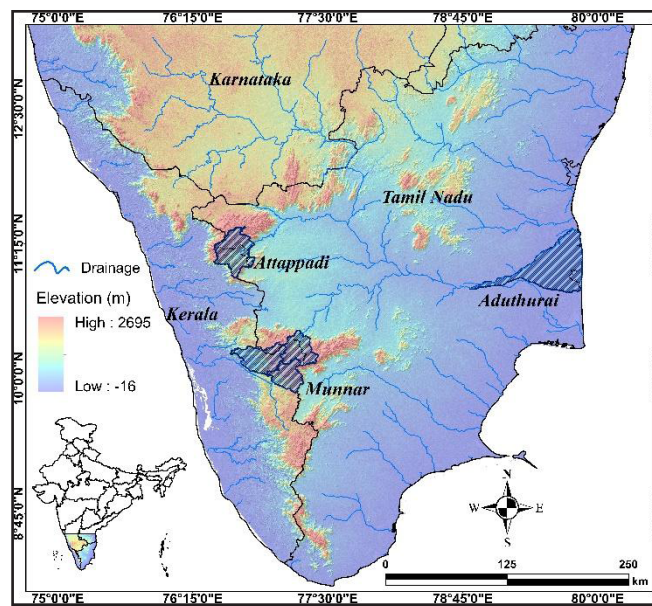 75°0'0"E 76°15'0"E 77°30'0"E 78°45'0"E 80°0'0"E
12°30'0"N
Karnataka
Tamil Nadu
11°15'0"N
Drainage
Attappadi
Elevation (m)
Aduthurai
High : 2695
Kerala
Low : -16
Munnar
10°0'0"N
8°45'0"N
N
W E
S
0 125 250
km
75°0'0"E 76°15'0"E 77°30'0"E 78°45'0"E 80°0'0"E